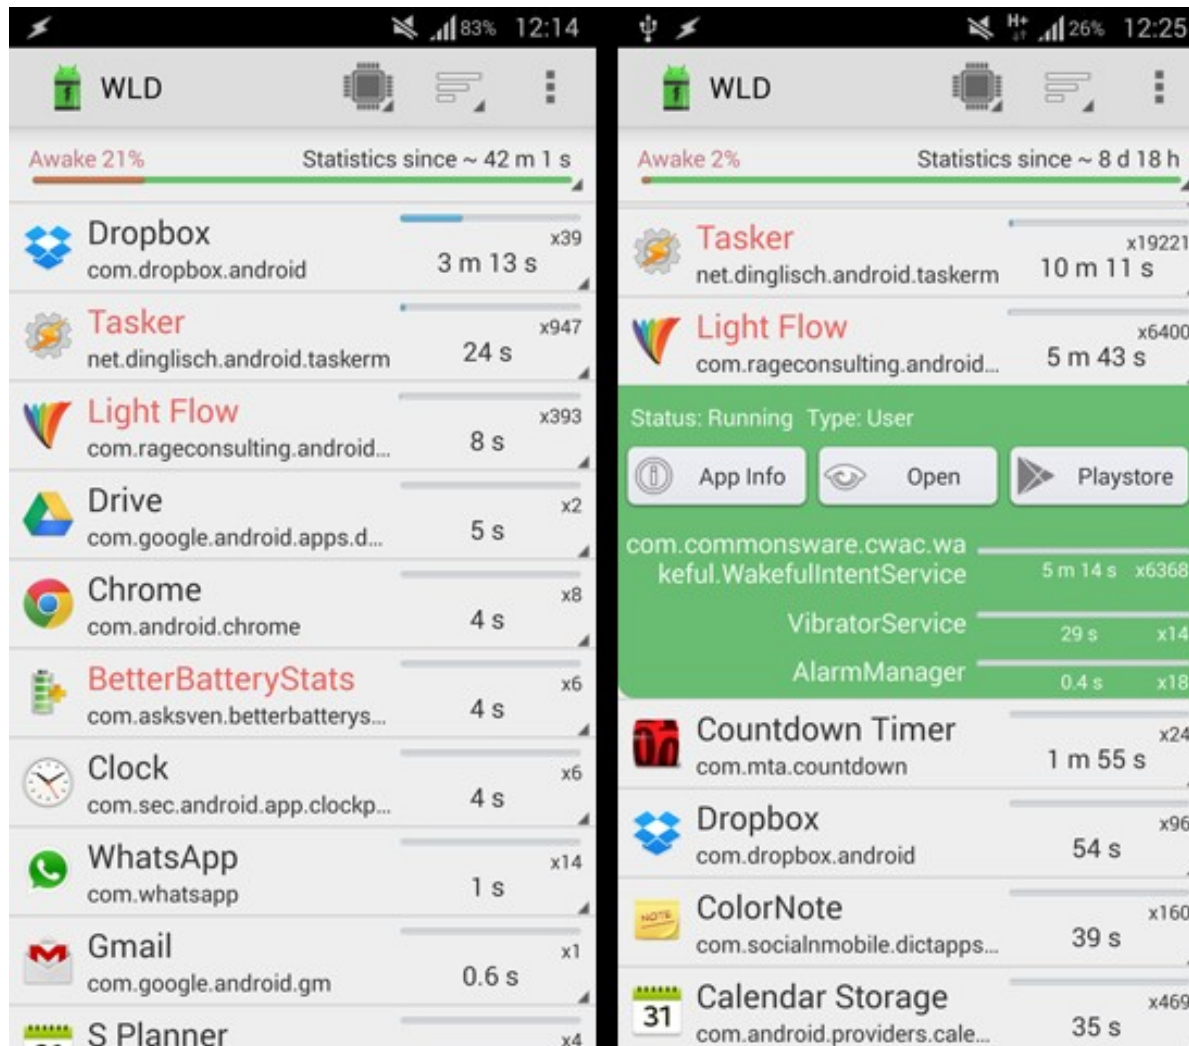 83% 12:14
WLD
Awake 21% Statistics since ~ 42 m 1 s
Dropbox
x39
com.dropbox.android 3 m 13 s
Tasker
x947
net.dinglisch.android.taskerm 24 s
Light Flow
x393
com.rageconsulting.android... 8 s
Drive
x2
com.google.android.apps.d... 5 s
Chrome
x8
com.android.chrome 4 s
BetterBatteryStats
x6
com.asksven.betterbatterys... 4 s
Clock
x6
com.sec.android.app.clockp... 4 s
WhatsApp
x14
com.whatsapp 1 s
Gmail
x1
com.google.android.gm 0.6 s
S Planner
x4
H+ 26% 12:25
WLD
Awake 2% Statistics since ~ 8 d 18 h
Tasker
x19221
net.dinglisch.android.taskerm 10 m 11 s
Light Flow
x6400
com.rageconsulting.android... 5 m 43 s
Status: Running Type: User
App Info Open Playstore
com.commonsware.cwac.wa
keful.WakefulIntentService 5 m 14 s x6368
VibratorService 29 s x14
AlarmManager 0.4 s x18
Countdown Timer
x24
com.mta.countdown 1 m 55 s
Dropbox
x96
com.dropbox.android 54 s
ColorNote
x160
NOTE
com.socialnmobile.dictapps... 39 s
Calendar Storage
x469
31
com.android.providers.cale... 35 s